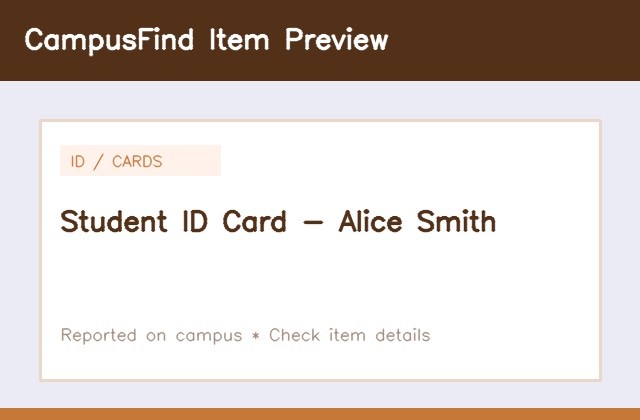 CampusFind Item Preview
ID / CARDS
Student ID Card – Alice Smith
Reported on campus * Check item details